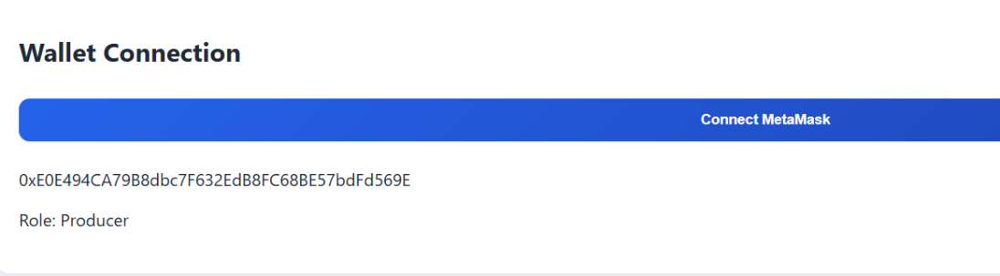 Wallet Connection
Connect MetaMask
0xE0E494CA79B8dbc7F632EdB8FC68BE57bdFd569E
Role: Producer